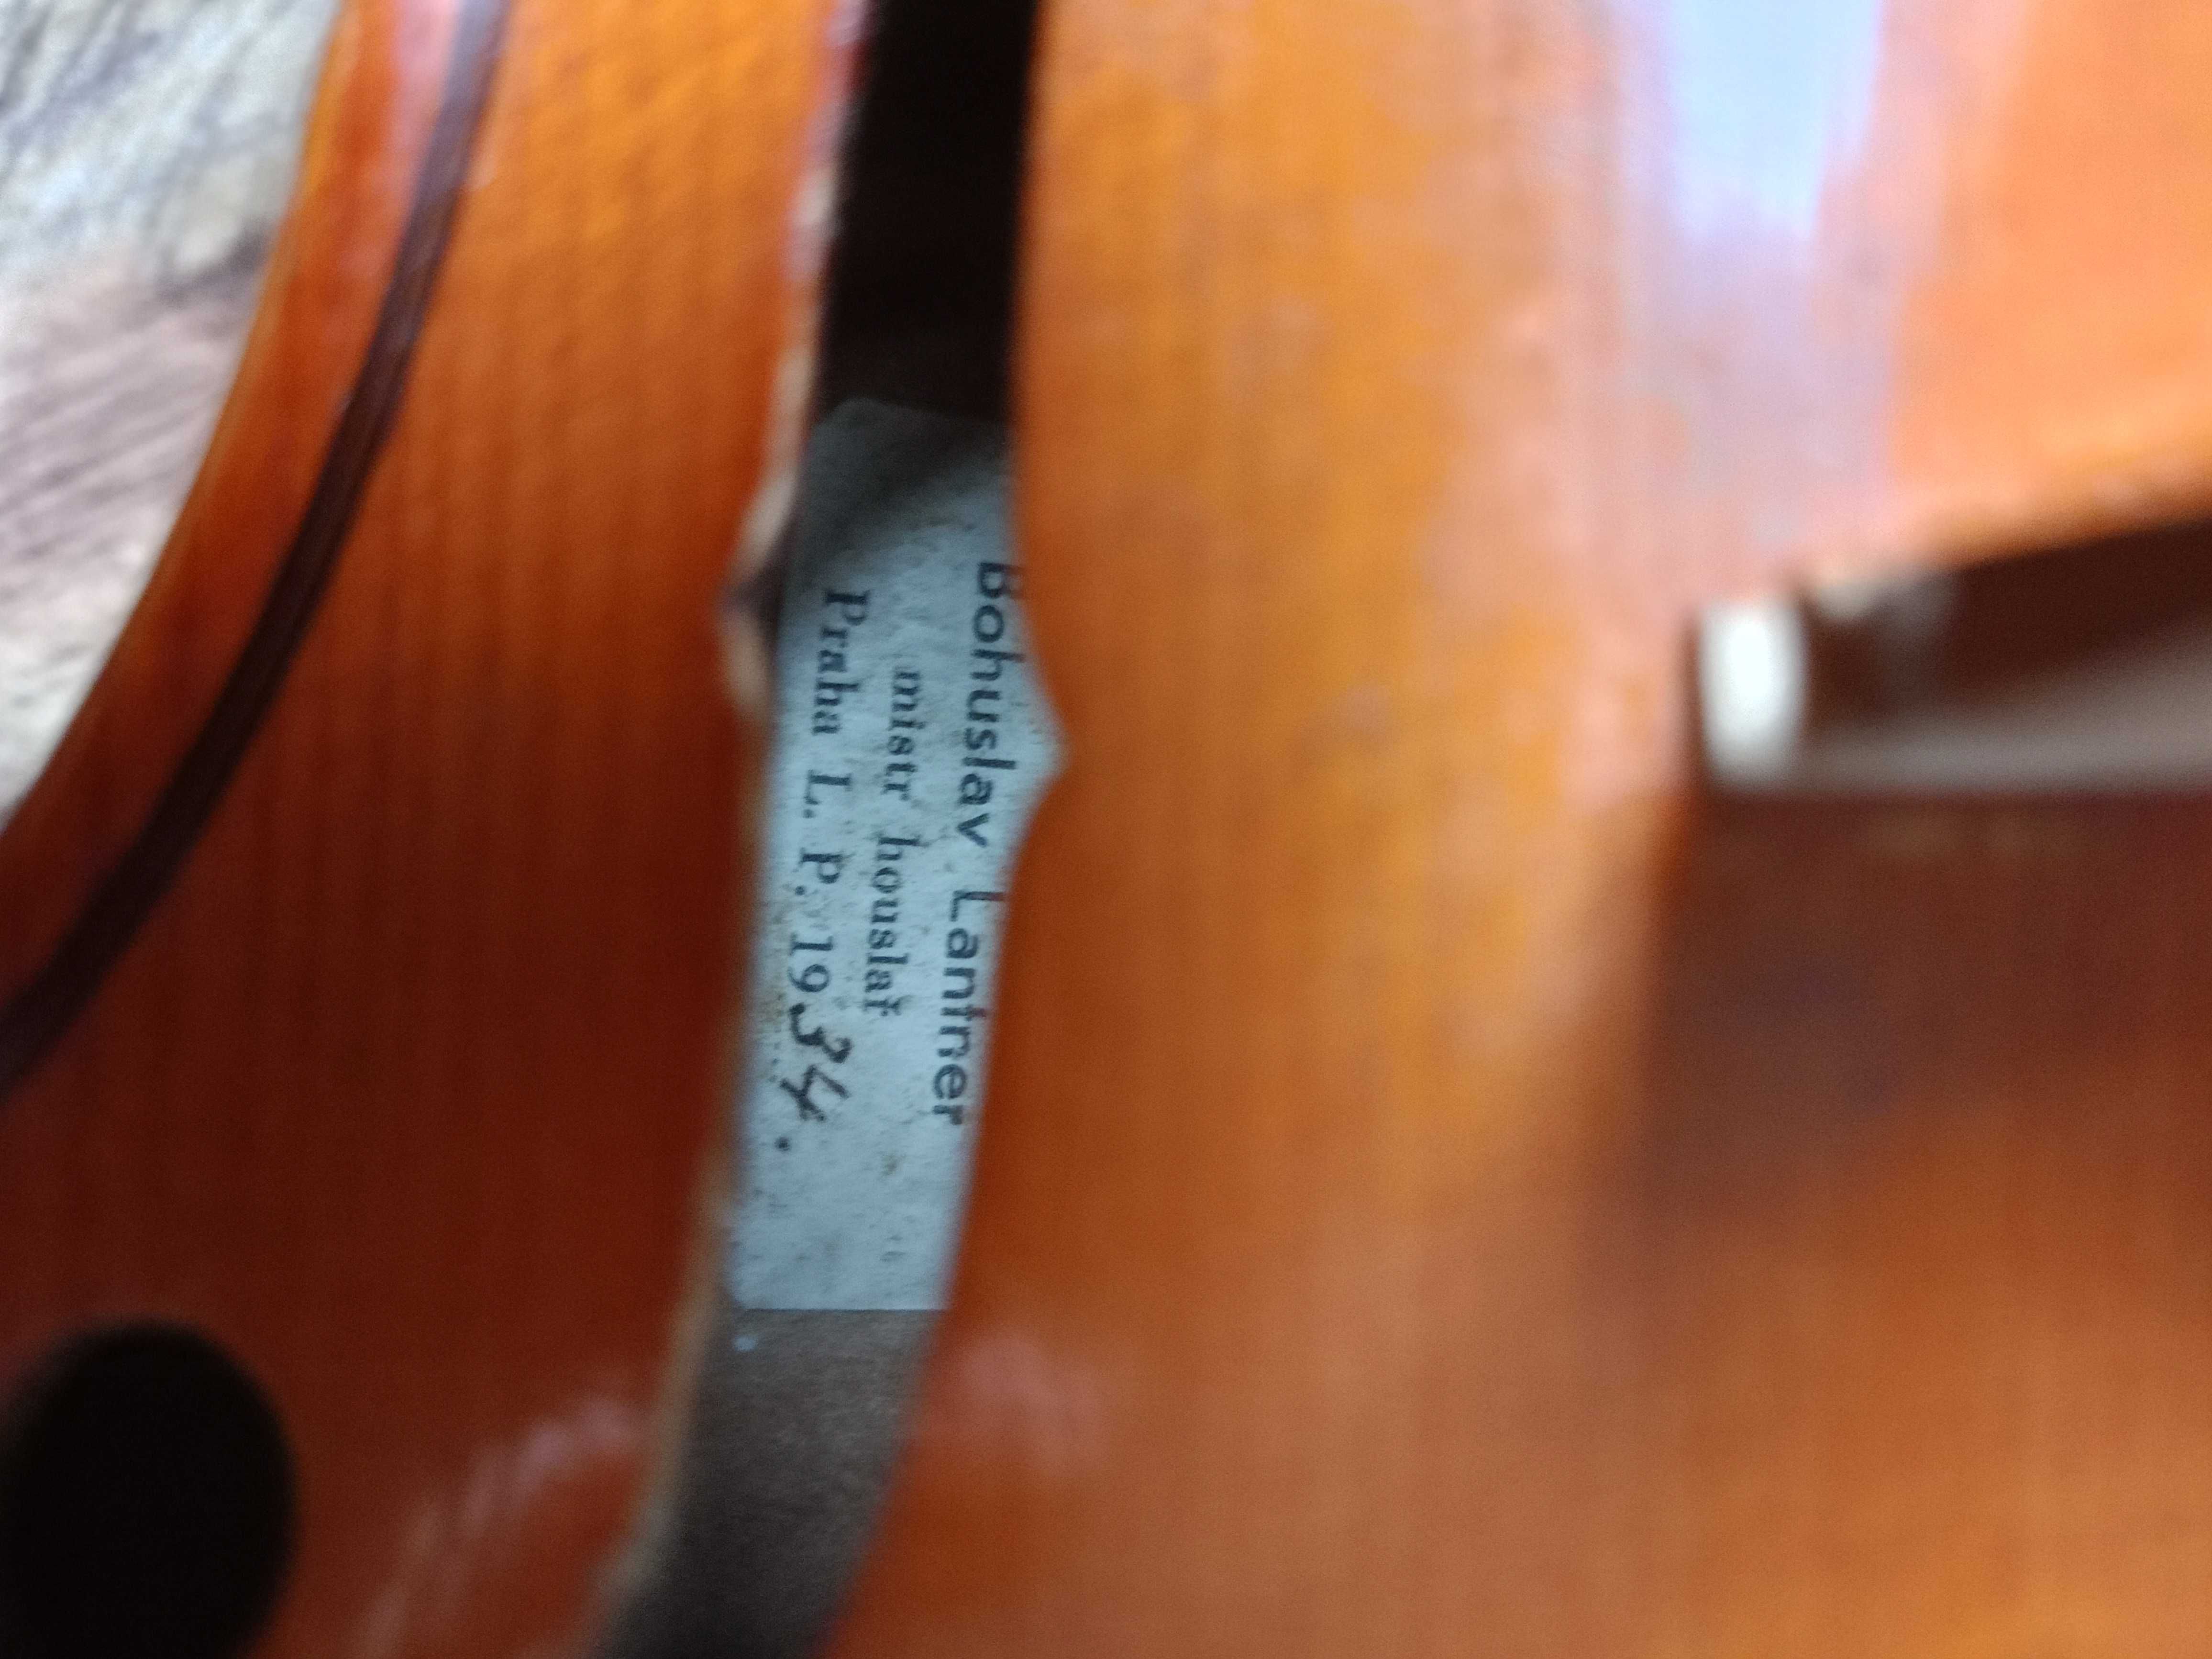 Bohuslav Lantner
mistr houslař
Praha L. P. 1934.